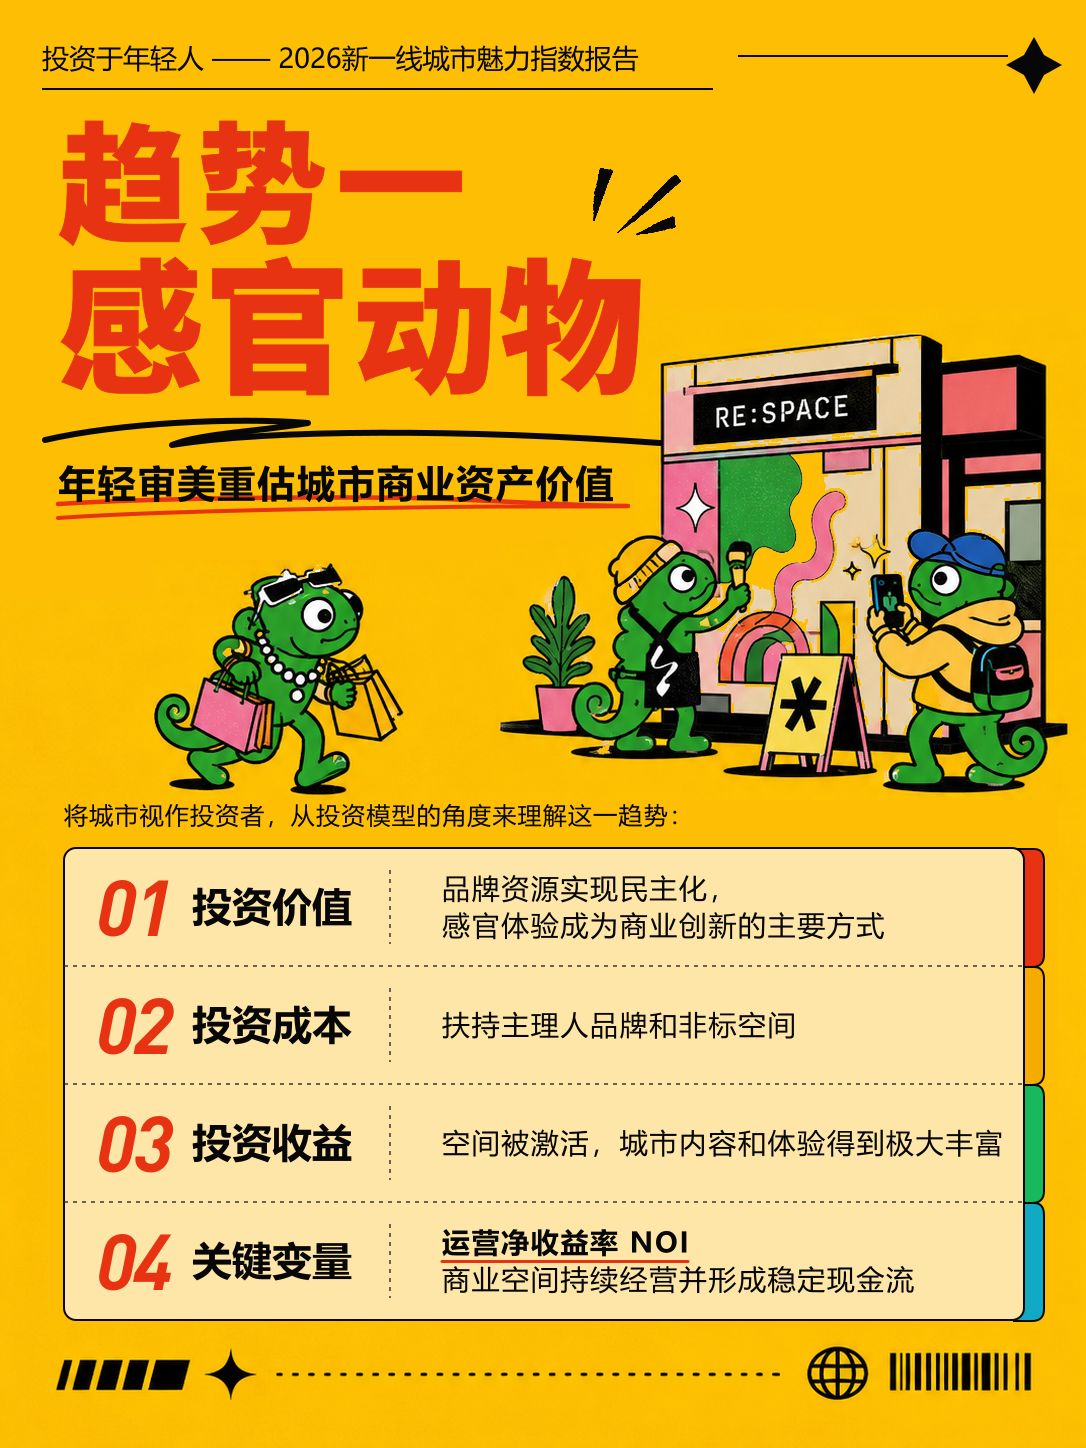 投资于年轻人 —— 2026新一线城市魅力指数报告
趋势一
感官动物
年轻审美重估城市商业资产价值
RE:SPACE
将城市视作投资者，从投资模型的角度来理解这一趋势：
01 投资价值
品牌资源实现民主化，
感官体验成为商业创新的主要方式
02 投资成本
扶持主理人品牌和非标空间
03 投资收益
空间被激活，城市内容和体验得到极大丰富
04 关键变量
运营净收益率 NOI
商业空间持续经营并形成稳定现金流